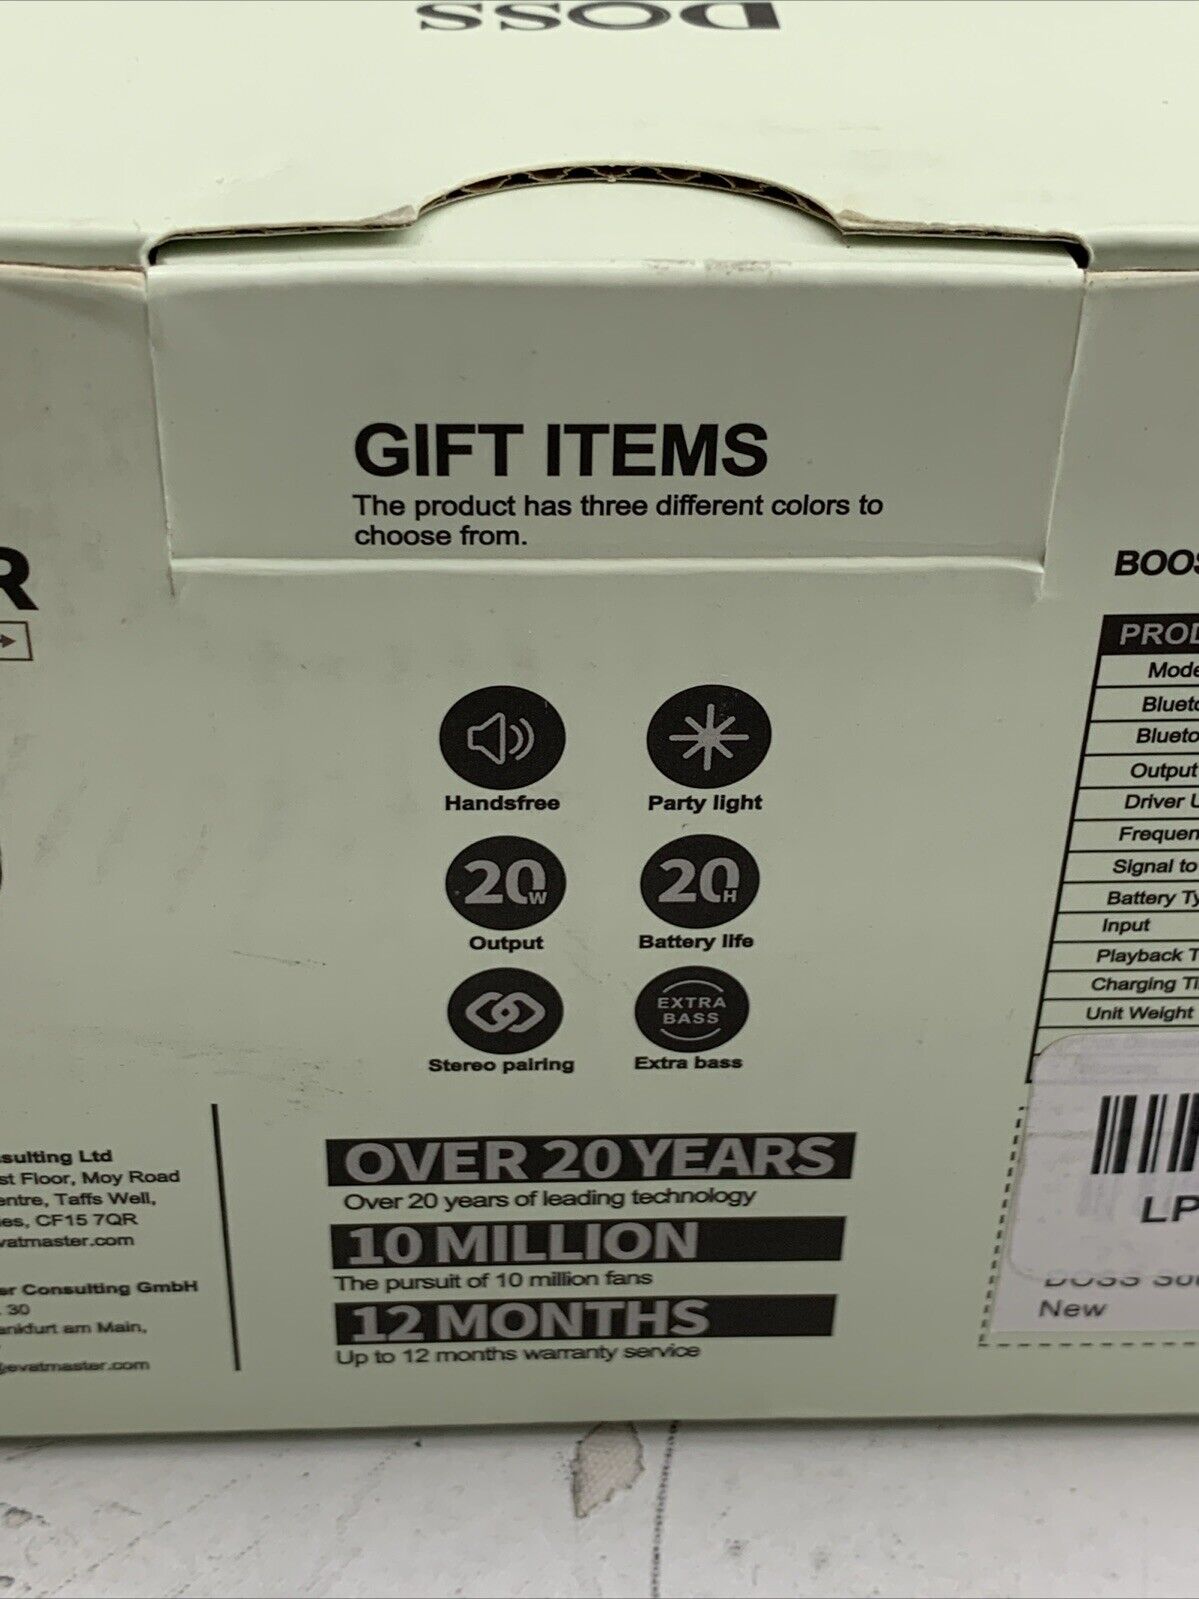 DOSS
GIFT ITEMS
The product has three different colors to
choose from.
R
Handsfree
Party light
20W
20H
Output
Battery life
EXTRA
BASS
Stereo pairing
Extra bass
OVER 20 YEARS
Over 20 years of leading technology
10 MILLION
The pursuit of 10 million fans
12 MONTHS
Up to 12 months warranty service
sulting Ltd
st Floor, Moy Road
entre, Taffs Well,
ies, CF15 7QR
vatmaster.com
er Consulting GmbH
30
ankfurt am Main,
jevatmaster.com
BOOS
PROD
Mode
Blueto
Blueto
Output
Driver U
Frequen
Signal to
Battery Ty
Input
Playback T
Charging Ti
Unit Weight
LP
DOSS
New